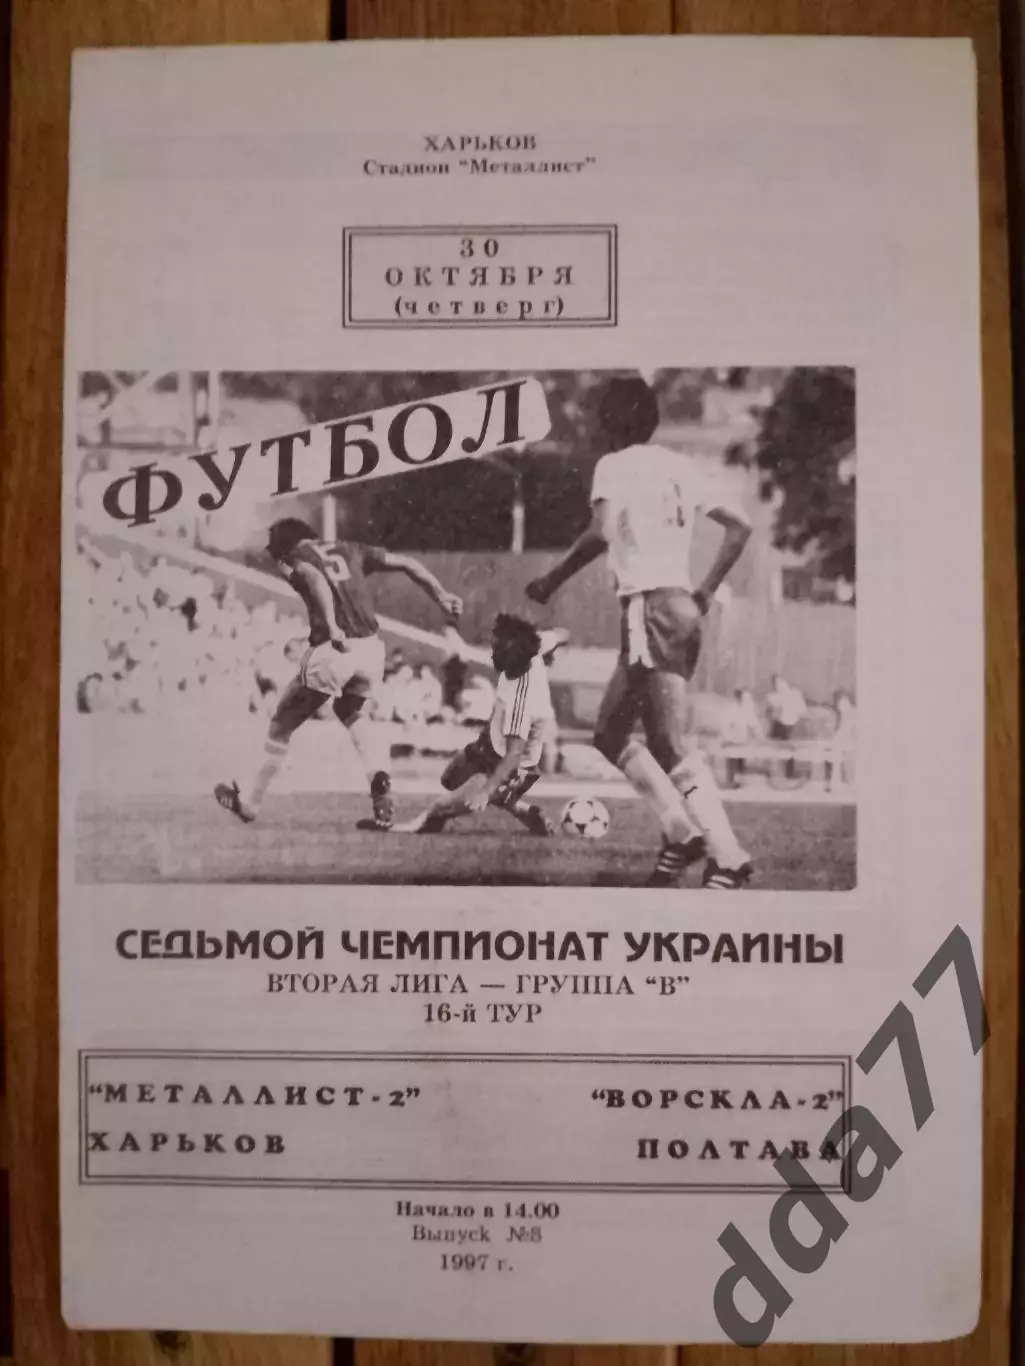 ХАРЬКОВ
Стадион "Металлист"
30
ОКТЯБРЯ
(четверг)
ФУТБОЛ
5
СЕДЬМОЙ ЧЕМПИОНАТ УКРАИНЫ
ВТОРАЯ ЛИГА — ГРУППА "В"
16-й ТУР
"МЕТАЛЛИСТ-2" "ВОРСКЛА-2"
ХАРЬКОВ ПОЛТАВА
Начало в 14.00
Выпуск №8
1997 г.
dda77